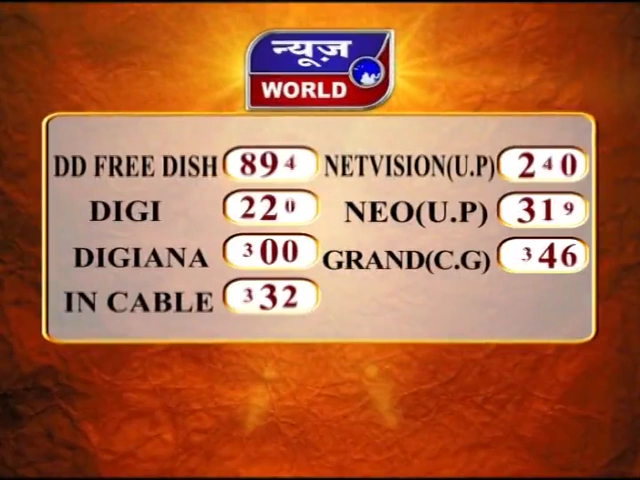 न्यूज़
WORLD
DD FREE DISH 894 NETVISION(U.P) 240
DIGI 220 NEO(U.P) 319
DIGIANA 300 GRAND(C.G) 346
IN CABLE 332